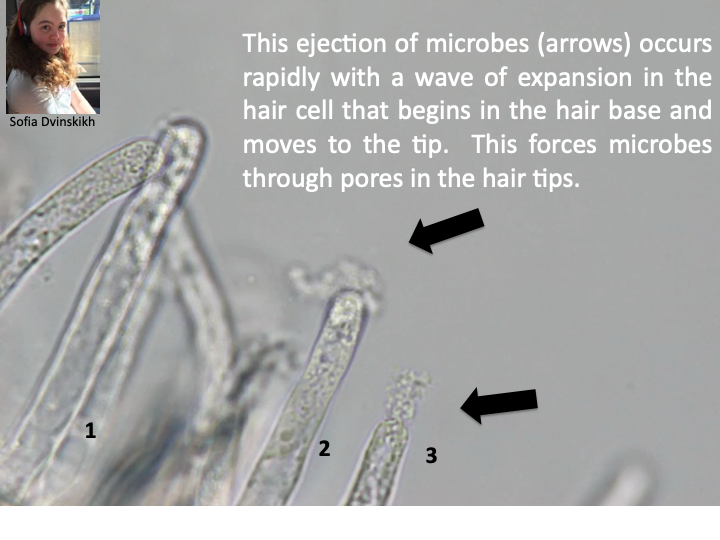 This ejection of microbes (arrows) occurs
rapidly with a wave of expansion in the
hair cell that begins in the hair base and
moves to the tip.  This forces microbes
through pores in the hair tips.
Sofia Dvinskikh
1
2
3